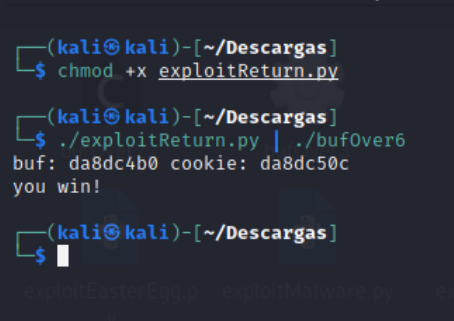 ┌──(kali㉿kali)-[~/Descargas]
└─$ chmod +x exploitReturn.py
┌──(kali㉿kali)-[~/Descargas]
└─$ ./exploitReturn.py | ./bufOver6
buf: da8dc4b0 cookie: da8dc50c
you win!
┌──(kali㉿kali)-[~/Descargas]
└─$
exploitEasterEgg.p exploitMalware.py